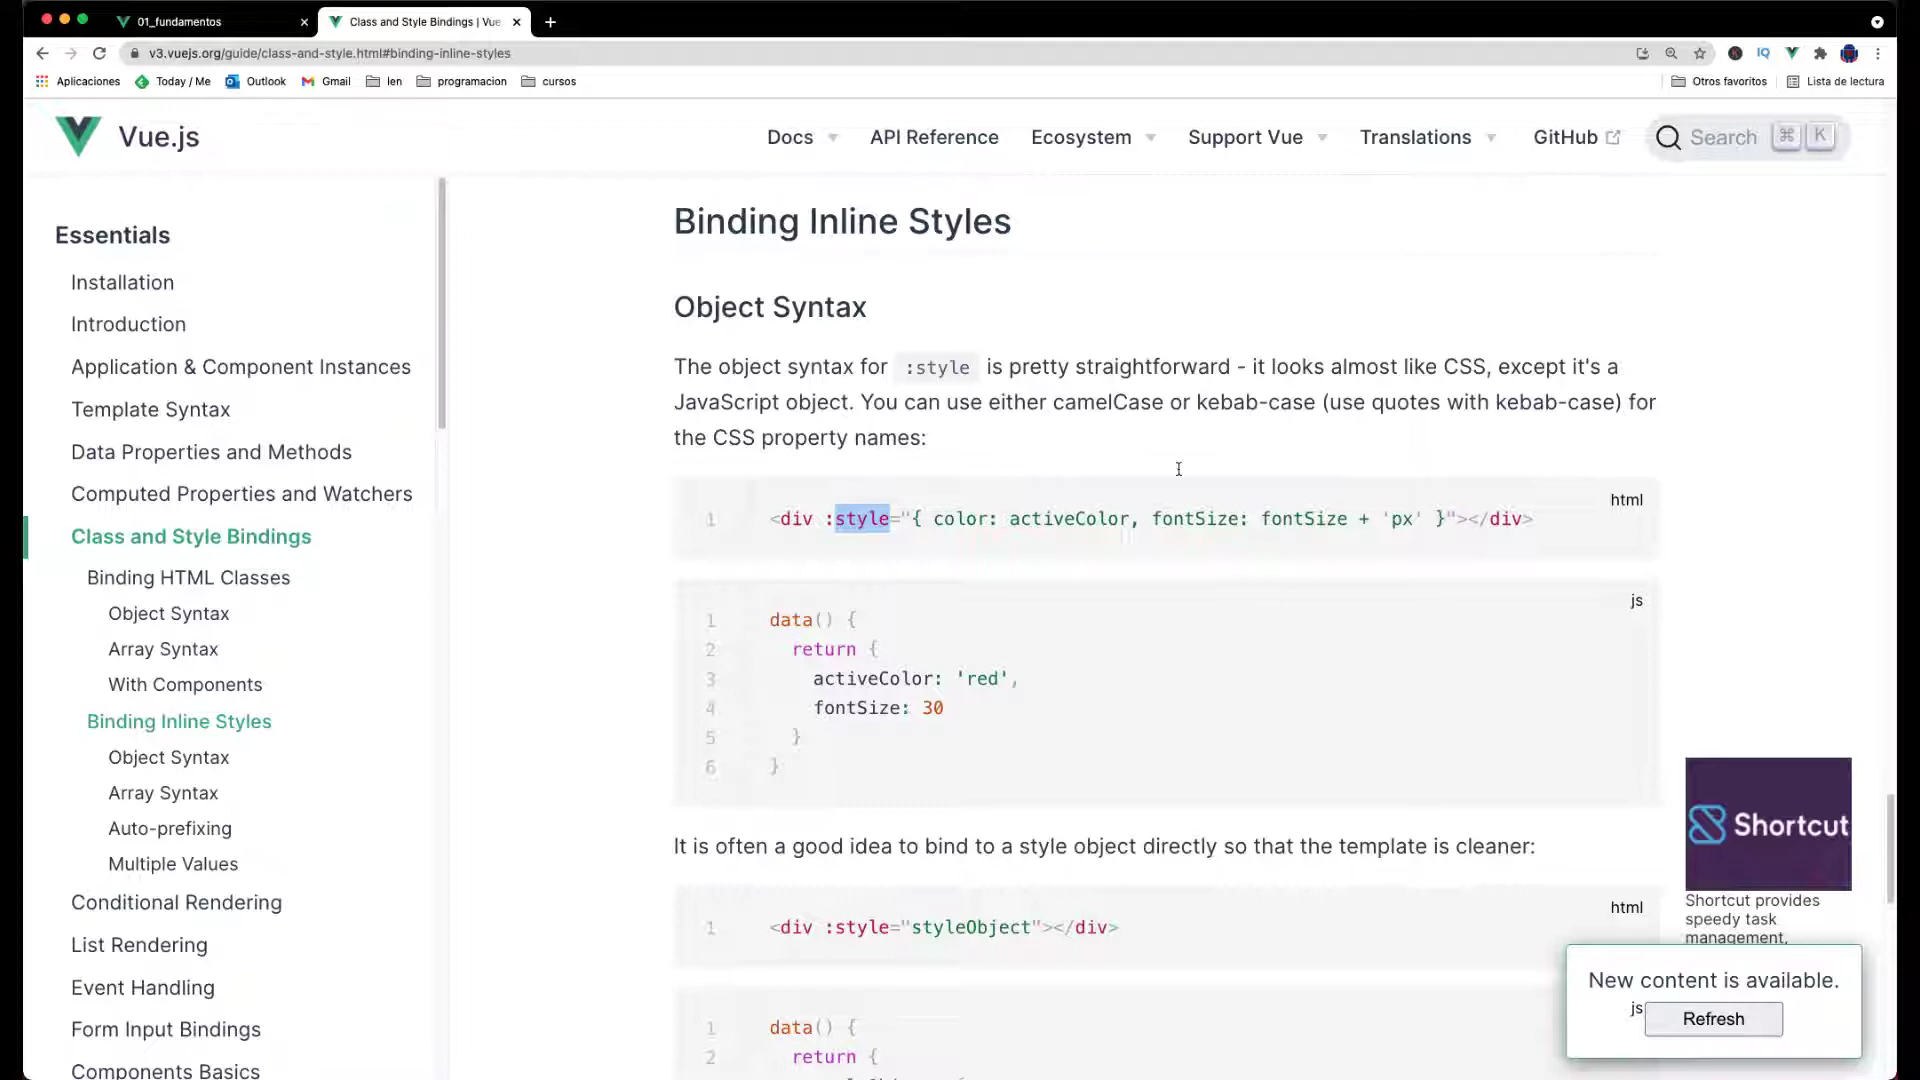 01_fundamentos
Class and Style Bindings | Vue
v3.vuejs.org/guide/class-and-style.html#binding-inline-styles
IQ
Aplicaciones
Today / Me
Outlook
Gmail
len
programacion
cursos
Otros favoritos
Lista de lectura
Vue.js
Docs
API Reference
Ecosystem
Support Vue
Translations
GitHub
Search
⌘ K
Essentials
Installation
Introduction
Application & Component Instances
Template Syntax
Data Properties and Methods
Computed Properties and Watchers
Class and Style Bindings
Binding HTML Classes
Object Syntax
Array Syntax
With Components
Binding Inline Styles
Object Syntax
Array Syntax
Auto-prefixing
Multiple Values
Conditional Rendering
List Rendering
Event Handling
Form Input Bindings
Components Basics
Binding Inline Styles
Object Syntax
The object syntax for :style is pretty straightforward - it looks almost like CSS, except it's a
JavaScript object. You can use either camelCase or kebab-case (use quotes with kebab-case) for
the CSS property names:
html
1 <div :style="{ color: activeColor, fontSize: fontSize + 'px' }"></div>
js
1 data() {
2 return {
3 activeColor: 'red',
4 fontSize: 30
5 }
6 }
It is often a good idea to bind to a style object directly so that the template is cleaner:
html
1 <div :style="styleObject"></div>
js
1 data() {
2 return {
Shortcut
Shortcut provides
speedy task
management,
New content is available.
Refresh